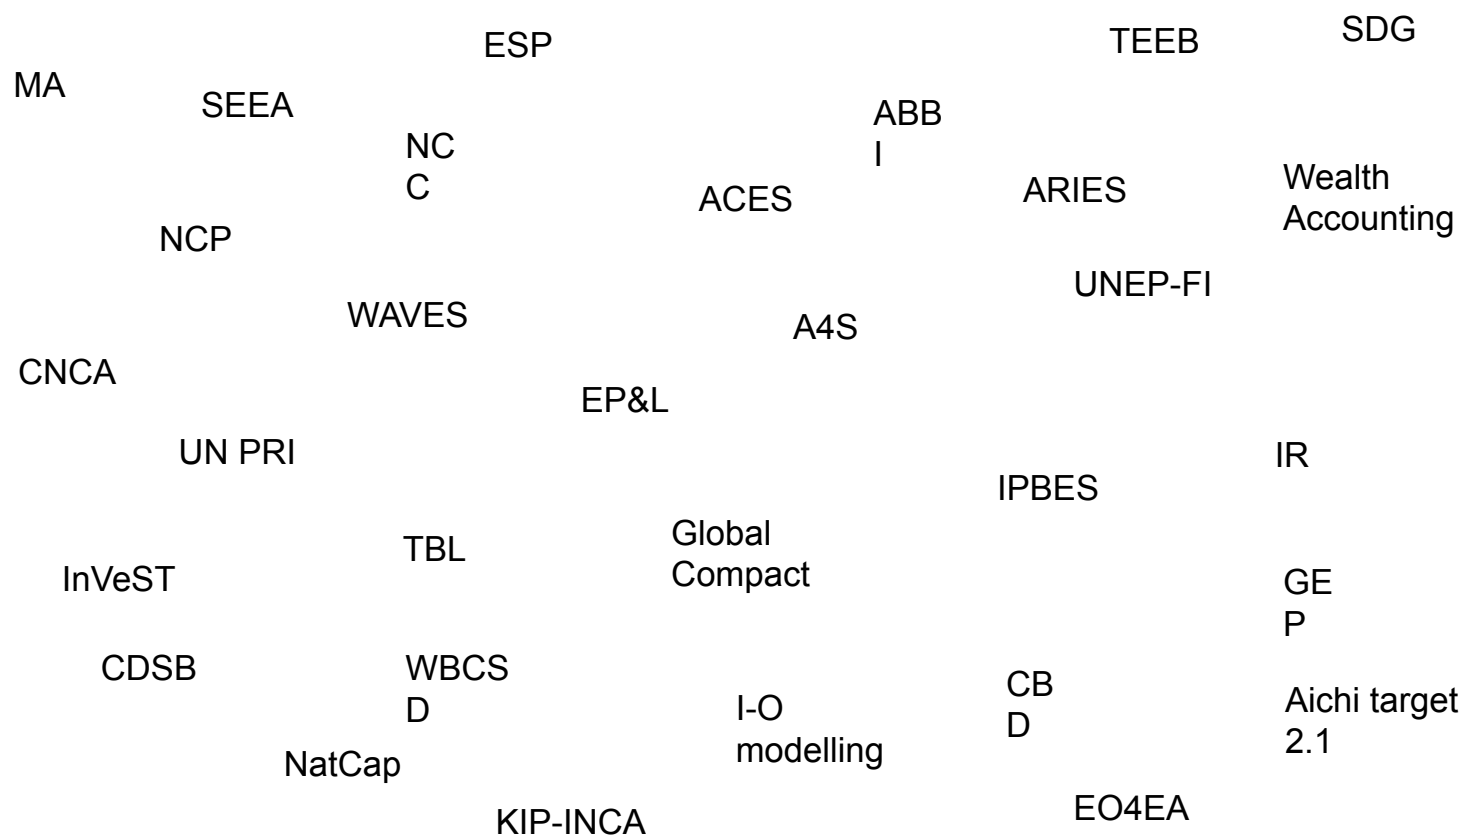 SDG
ESP
TEEB
MA
SEEA
ABB
I
NC
C
Wealth
Accounting
ACES
ARIES
NCP
UNEP-FI
WAVES
A4S
CNCA
EP&L
UN PRI
IR
IPBES
Global
Compact
TBL
InVeST
GE
P
CDSB
WBCS
D
CB
D
Aichi target
2.1
I-O
modelling
NatCap
EO4EA
KIP-INCA